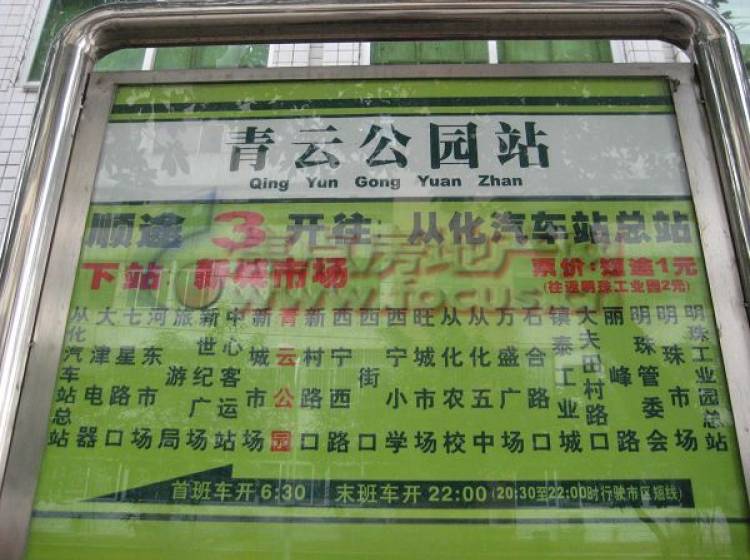 青云公园站
Qing Yun Gong Yuan Zhan
顺途 3 开往: 从化汽车站总站
下站: 新城市场
票价:短途1元
(往返明珠工业园2元)
从化汽车站总站
大津电器
七星路口
河东市场
旅游局
新世纪广场
中心客运站
新城市场
青云公园
新村路口
西宁西路
西街口
西宁小学
旺城市场
从化农校
从化五中
方盛广场
石合路口
镇泰工业城
大夫田村路口
丽峰路
明珠管委会
明珠市场
明珠工业园总站
首班车开 6:30 末班车开 22:00 (20:30至22:00时行驶市区短线)
房地产
www.focus.c